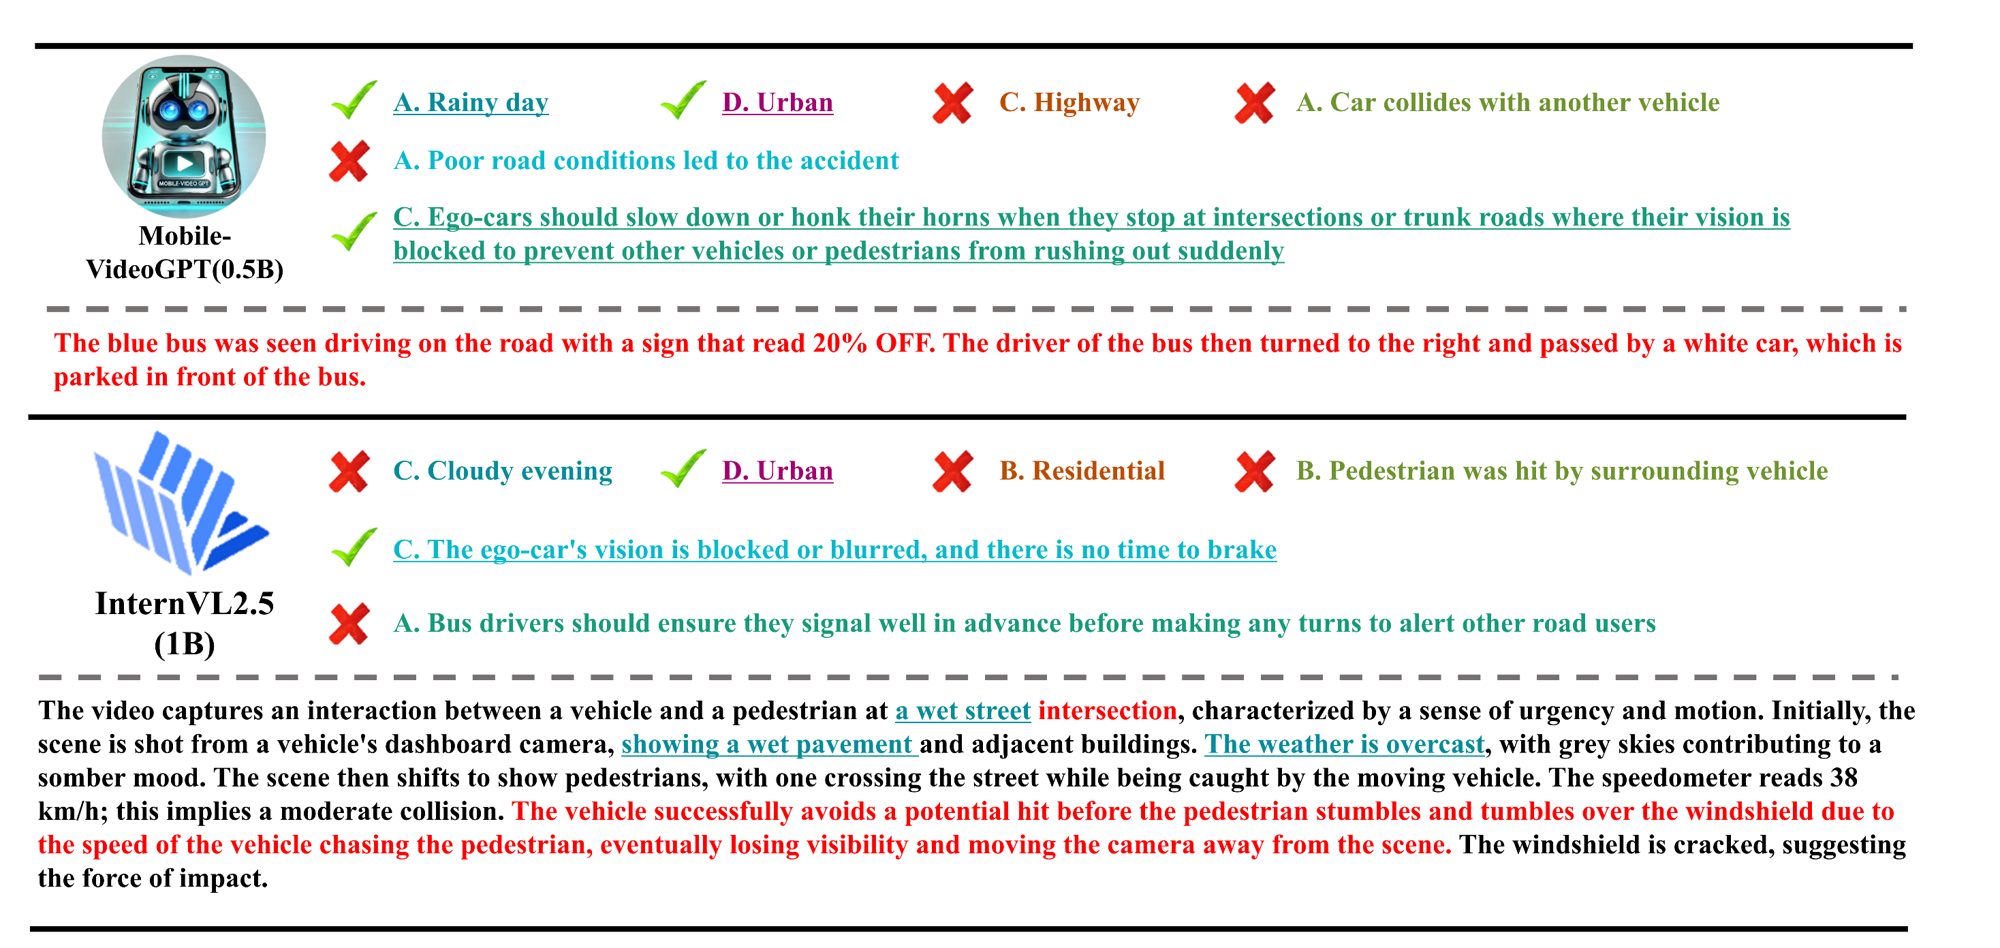 A. Rainy day D. Urban C. Highway A. Car collides with another vehicle
A. Poor road conditions led to the accident
C. Ego-cars should slow down or honk their horns when they stop at intersections or trunk roads where their vision is
blocked to prevent other vehicles or pedestrians from rushing out suddenly
MOBILE-VIDEO GPT
Mobile-
VideoGPT(0.5B)
The blue bus was seen driving on the road with a sign that read 20% OFF. The driver of the bus then turned to the right and passed by a white car, which is
parked in front of the bus.
C. Cloudy evening D. Urban B. Residential B. Pedestrian was hit by surrounding vehicle
C. The ego-car's vision is blocked or blurred, and there is no time to brake
A. Bus drivers should ensure they signal well in advance before making any turns to alert other road users
InternVL2.5
(1B)
The video captures an interaction between a vehicle and a pedestrian at a wet street intersection, characterized by a sense of urgency and motion. Initially, the
scene is shot from a vehicle's dashboard camera, showing a wet pavement and adjacent buildings. The weather is overcast, with grey skies contributing to a
somber mood. The scene then shifts to show pedestrians, with one crossing the street while being caught by the moving vehicle. The speedometer reads 38
km/h; this implies a moderate collision. The vehicle successfully avoids a potential hit before the pedestrian stumbles and tumbles over the windshield due to
the speed of the vehicle chasing the pedestrian, eventually losing visibility and moving the camera away from the scene. The windshield is cracked, suggesting
the force of impact.